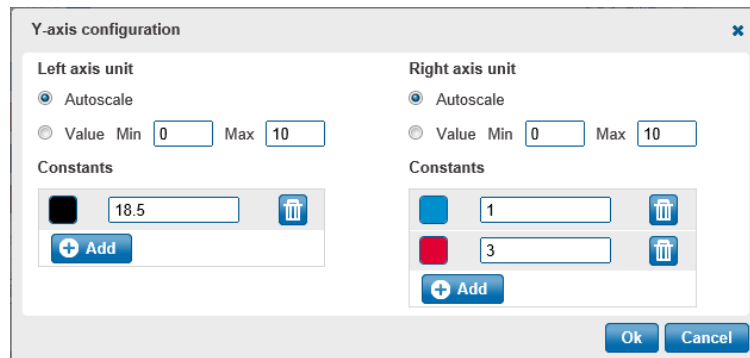 Y-axis configuration
Left axis unit
Autoscale
Value Min 0 Max 10
Constants
18.5
Add
Right axis unit
Autoscale
Value Min 0 Max 10
Constants
1
3
Add
Ok Cancel